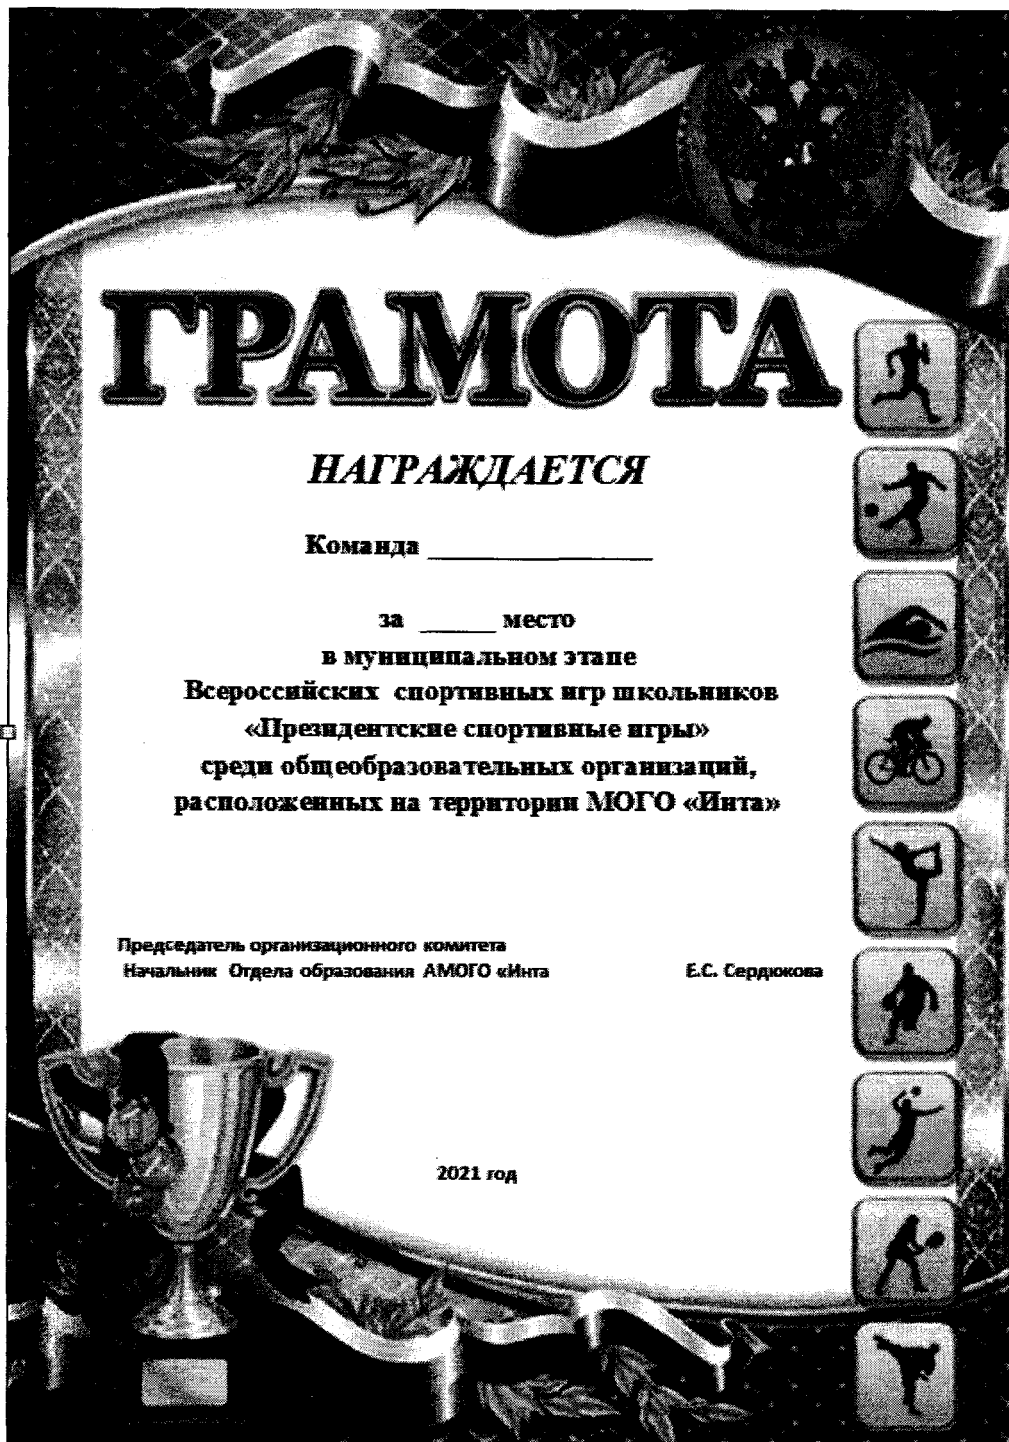 ГРАМОТА
НАГРАЖДАЕТСЯ
Команда _______________
за _____ место
в муниципальном этапе
Всероссийских спортивных игр школьников
«Президентские спортивные игры»
среди общеобразовательных организаций,
расположенных на территории МОГО «Инта»
Председатель организационного комитета
Начальник Отдела образования АМОГО «Инта Е.С. Сердюкова
2021 год